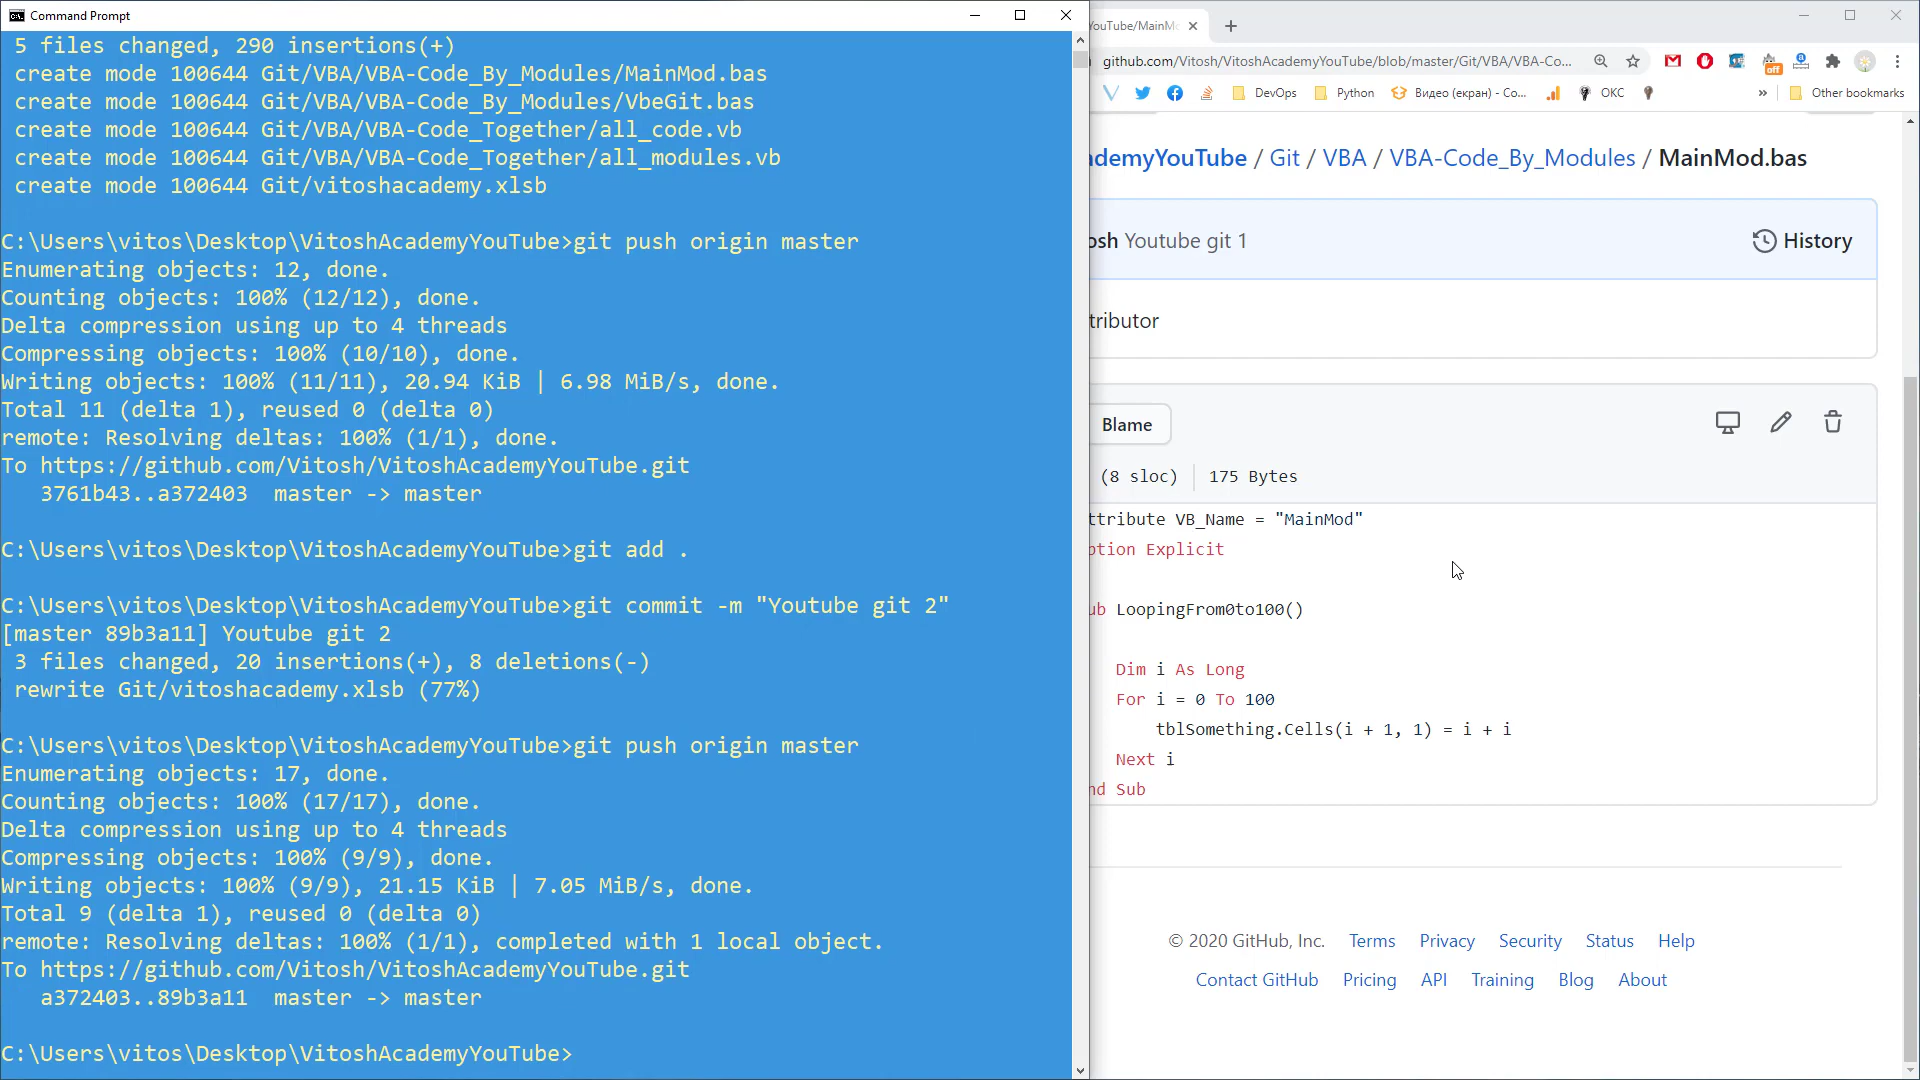 Command Prompt
5 files changed, 290 insertions(+)
create mode 100644 Git/VBA/VBA-Code_By_Modules/MainMod.bas
create mode 100644 Git/VBA/VBA-Code_By_Modules/VbeGit.bas
create mode 100644 Git/VBA/VBA-Code_Together/all_code.vb
create mode 100644 Git/VBA/VBA-Code_Together/all_modules.vb
create mode 100644 Git/vitoshacademy.xlsb
C:\Users\vitos\Desktop\VitoshAcademyYouTube>git push origin master
Enumerating objects: 12, done.
Counting objects: 100% (12/12), done.
Delta compression using up to 4 threads
Compressing objects: 100% (10/10), done.
Writing objects: 100% (11/11), 20.94 KiB | 6.98 MiB/s, done.
Total 11 (delta 1), reused 0 (delta 0)
remote: Resolving deltas: 100% (1/1), done.
To https://github.com/Vitosh/VitoshAcademyYouTube.git
3761b43..a372403  master -> master
C:\Users\vitos\Desktop\VitoshAcademyYouTube>git add .
C:\Users\vitos\Desktop\VitoshAcademyYouTube>git commit -m "Youtube git 2"
[master 89b3a11] Youtube git 2
3 files changed, 20 insertions(+), 8 deletions(-)
rewrite Git/vitoshacademy.xlsb (77%)
C:\Users\vitos\Desktop\VitoshAcademyYouTube>git push origin master
Enumerating objects: 17, done.
Counting objects: 100% (17/17), done.
Delta compression using up to 4 threads
Compressing objects: 100% (9/9), done.
Writing objects: 100% (9/9), 21.15 KiB | 7.05 MiB/s, done.
Total 9 (delta 1), reused 0 (delta 0)
remote: Resolving deltas: 100% (1/1), completed with 1 local object.
To https://github.com/Vitosh/VitoshAcademyYouTube.git
a372403..89b3a11  master -> master
C:\Users\vitos\Desktop\VitoshAcademyYouTube>
YouTube/MainMo
github.com/Vitosh/VitoshAcademyYouTube/blob/master/Git/VBA/VBA-Co...
off
DevOps Python Видео (екран) - Co... ОКС » Other bookmarks
demyYouTube / Git / VBA / VBA-Code_By_Modules / MainMod.bas
osh Youtube git 1 History
tributor
Blame
(8 sloc) 175 Bytes
ttribute VB_Name = "MainMod"
ption Explicit
ub LoopingFrom0to100()
Dim i As Long
For i = 0 To 100
tblSomething.Cells(i + 1, 1) = i + i
Next i
nd Sub
© 2020 GitHub, Inc. Terms Privacy Security Status Help
Contact GitHub Pricing API Training Blog About